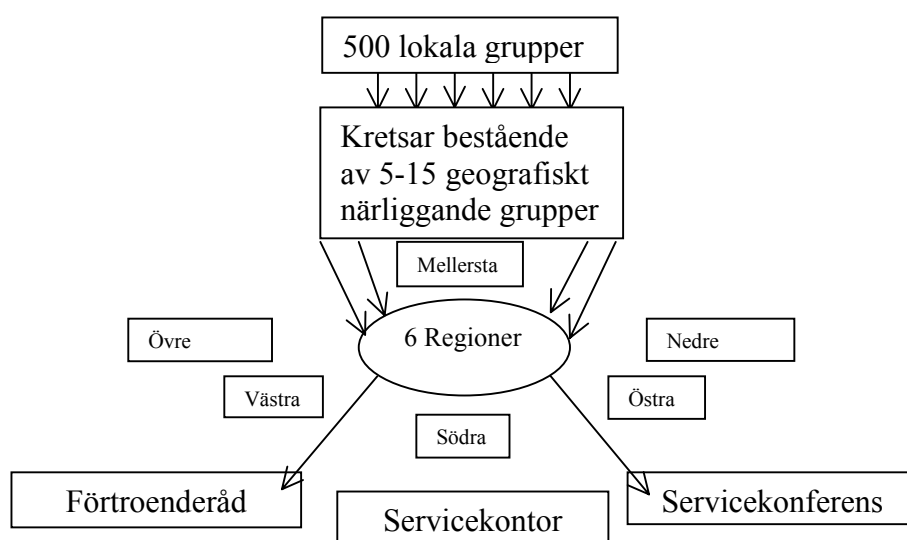 500 lokala grupper
Kretsar bestående
av 5-15 geografiskt
närliggande grupper
Mellersta
6 Regioner
Övre
Nedre
Västra
Östra
Södra
Förtroenderåd
Servicekontor
Servicekonferens